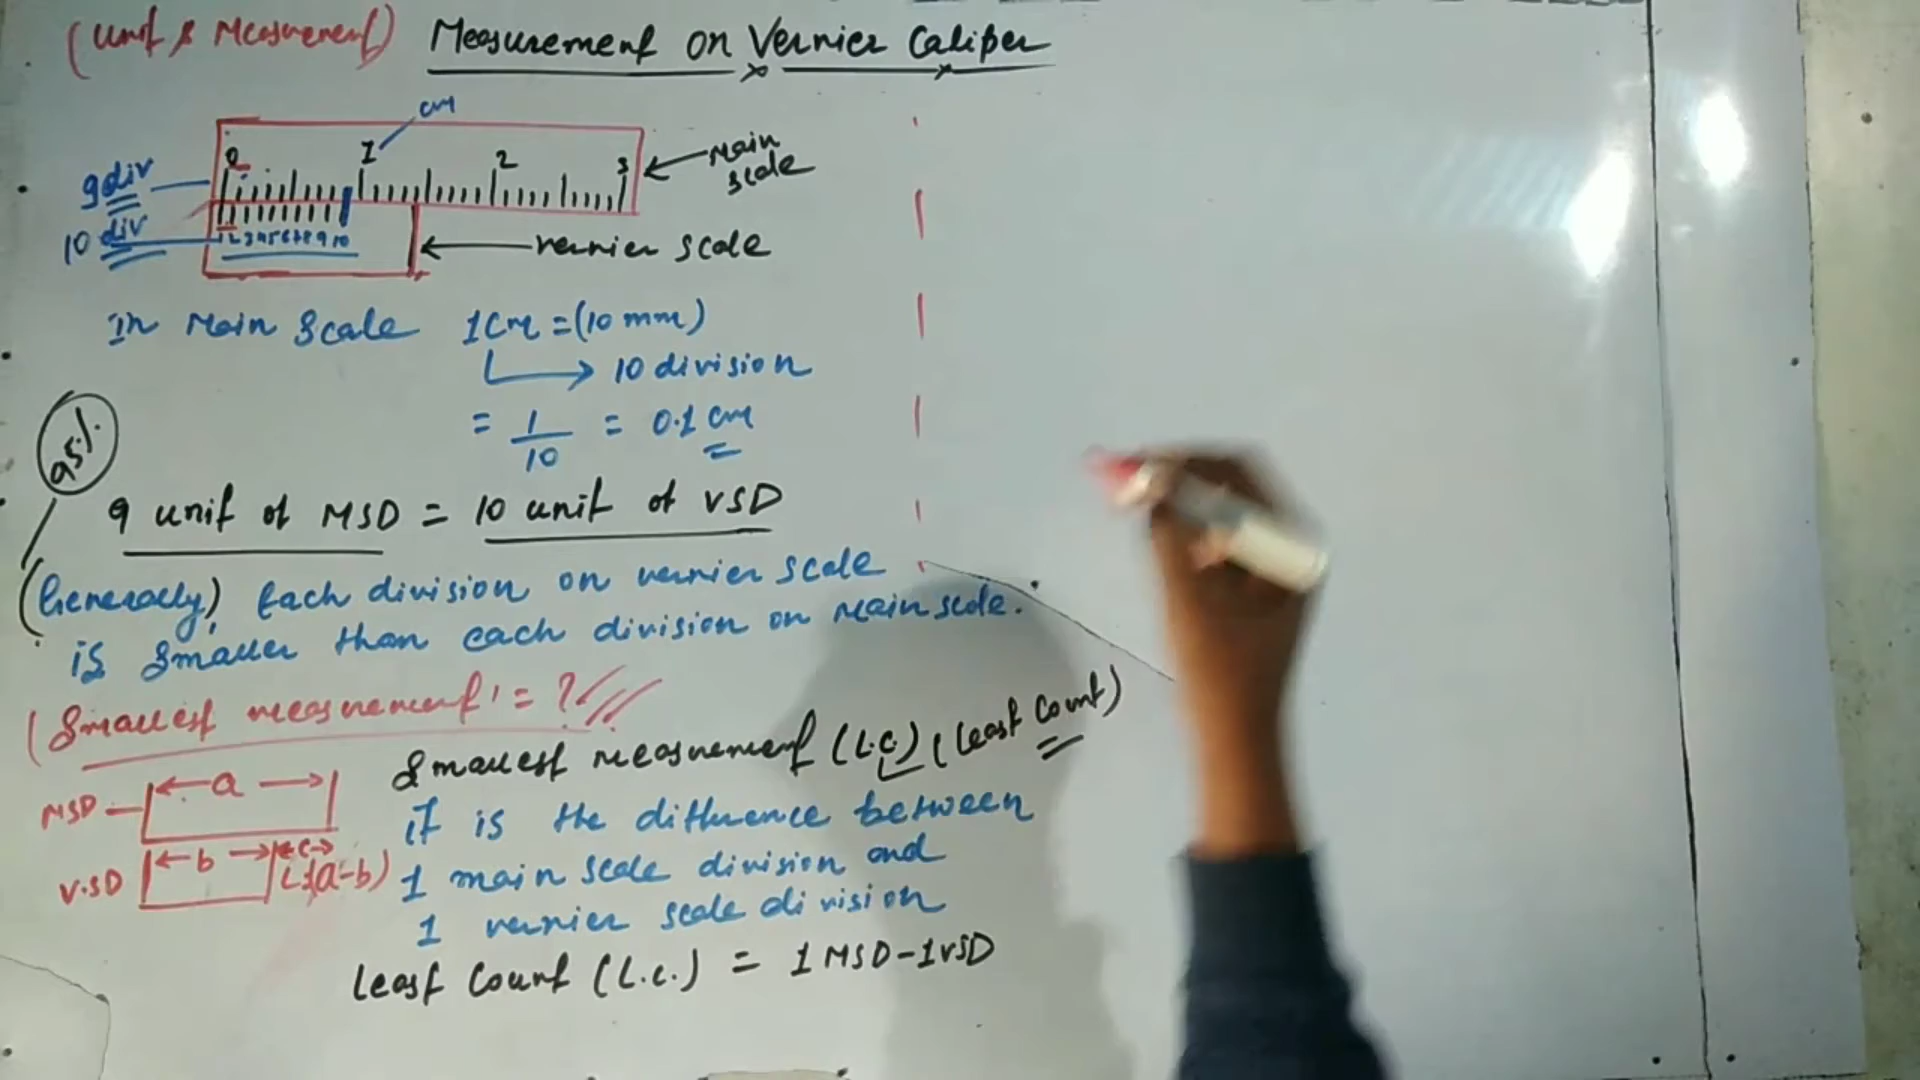 (Unit & Measurement) Measurement on Vernier Caliper
cm
0 1 2 3
Main scale
9 div
10 div
1 2 3 4 5 6 7 8 9 10
vernier scale
In Main Scale 1cm = (10 mm)
10 division
= 1/10 = 0.1 cm
95%
9 unit of MSD = 10 unit of VSD
(Generally) Each division on vernier scale
is smaller than each division on main scale.
(Smallest measurement' = ?
Smallest measurement (L.C) (Least Count)
MSD a
It is the difference between
V.SD b c
L:(a-b)
1 main scale division and
1 vernier scale division
Least Count (L.C.) = 1 MSD - 1VSD